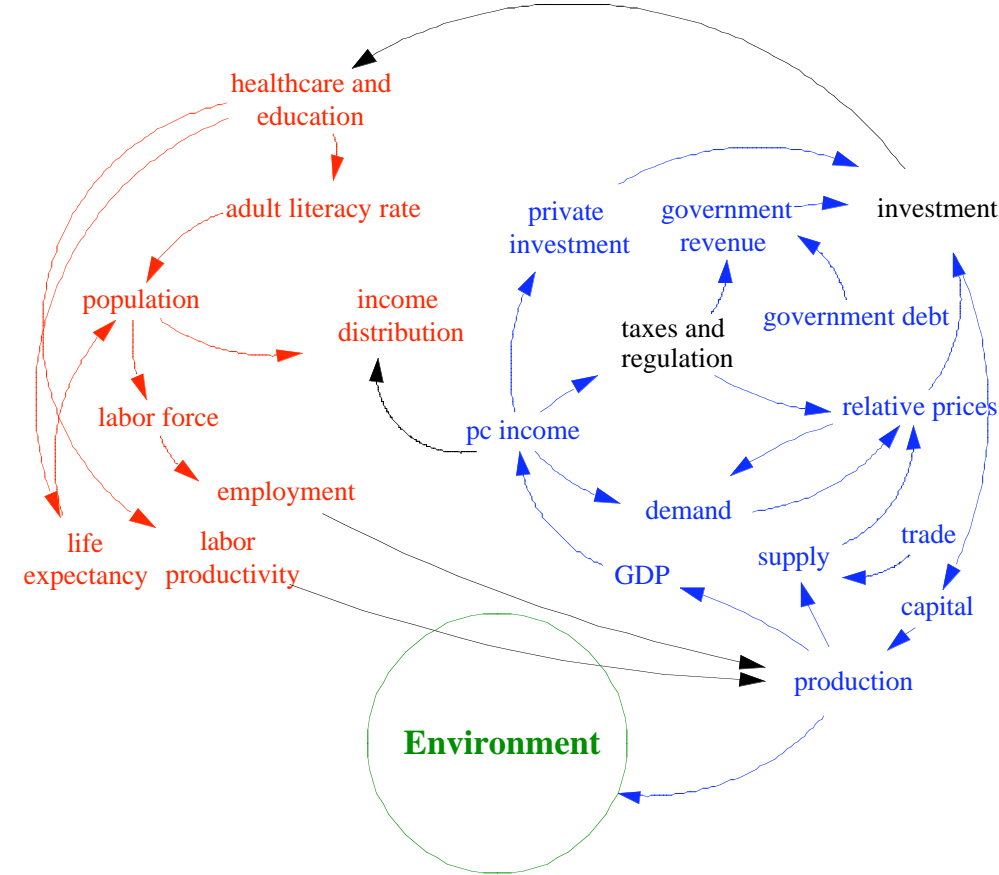 healthcare and
education
adult literacy rate
private
investment
government
revenue
investment
population
income
distribution
taxes and
regulation
government debt
labor force
pc income
relative prices
employment
demand
life
expectancy
labor
productivity
GDP
supply
trade
capital
production
Environment